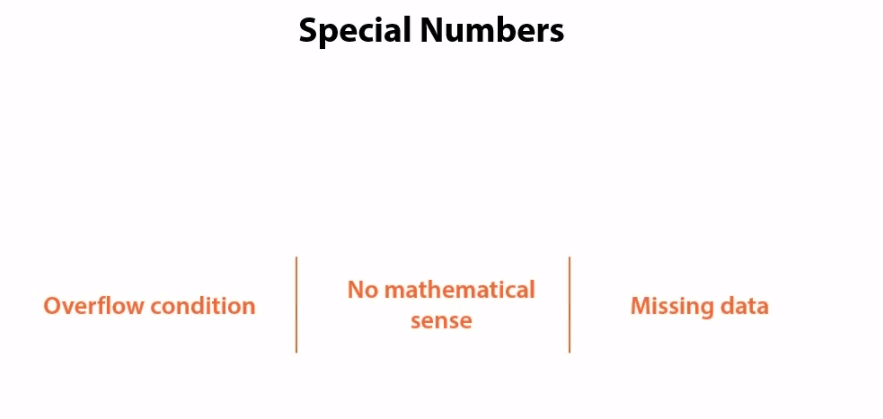 Special Numbers
Overflow condition
No mathematical
sense
Missing data